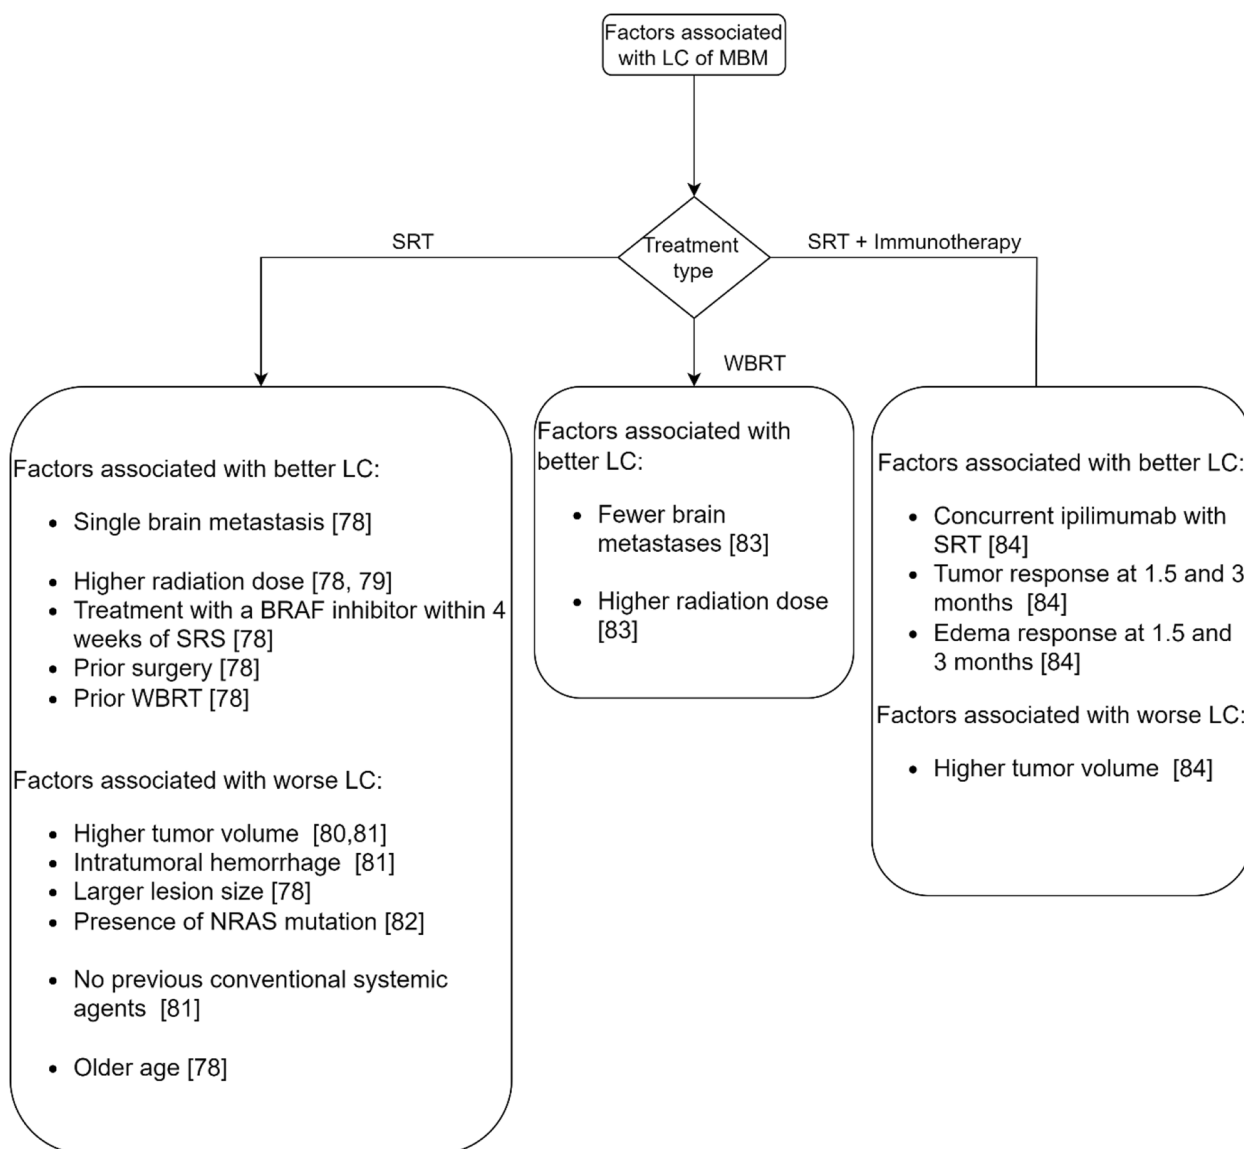 Factors associated
with LC of MBM
Treatment
type
SRT
SRT + Immunotherapy
WBRT
Factors associated with better LC:
• Single brain metastasis [78]
• Higher radiation dose [78, 79]
• Treatment with a BRAF inhibitor within 4
weeks of SRS [78]
• Prior surgery [78]
• Prior WBRT [78]
Factors associated with worse LC:
• Higher tumor volume  [80,81]
• Intratumoral hemorrhage  [81]
• Larger lesion size [78]
• Presence of NRAS mutation [82]
• No previous conventional systemic
agents  [81]
• Older age [78]
Factors associated with
better LC:
• Fewer brain
metastases [83]
• Higher radiation dose
[83]
Factors associated with better LC:
• Concurrent ipilimumab with
SRT [84]
• Tumor response at 1.5 and 3
months  [84]
• Edema response at 1.5 and
3 months [84]
Factors associated with worse LC:
• Higher tumor volume  [84]